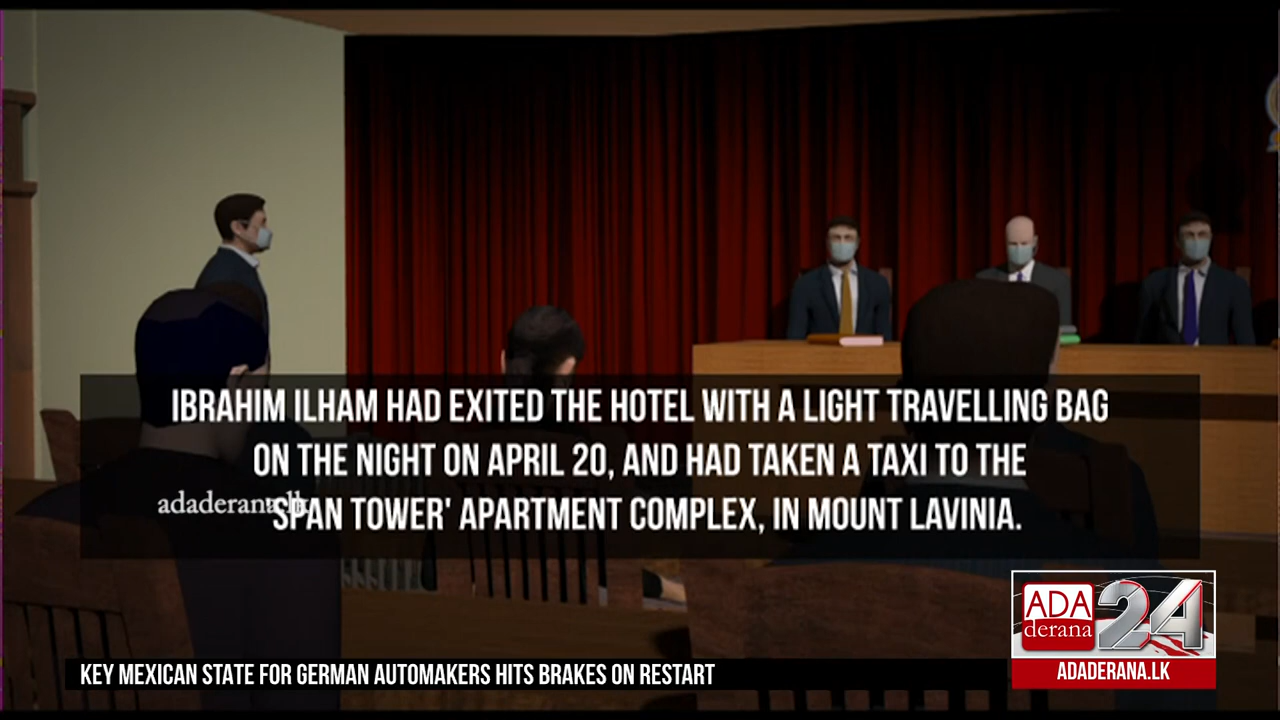 IBRAHIM ILHAM HAD EXITED THE HOTEL WITH A LIGHT TRAVELLING BAG
ON THE NIGHT ON APRIL 20, AND HAD TAKEN A TAXI TO THE
'SPAN TOWER' APARTMENT COMPLEX, IN MOUNT LAVINIA.
adaderana.lk
ADA
derana
24
ADADERANA.LK
KEY MEXICAN STATE FOR GERMAN AUTOMAKERS HITS BRAKES ON RESTART